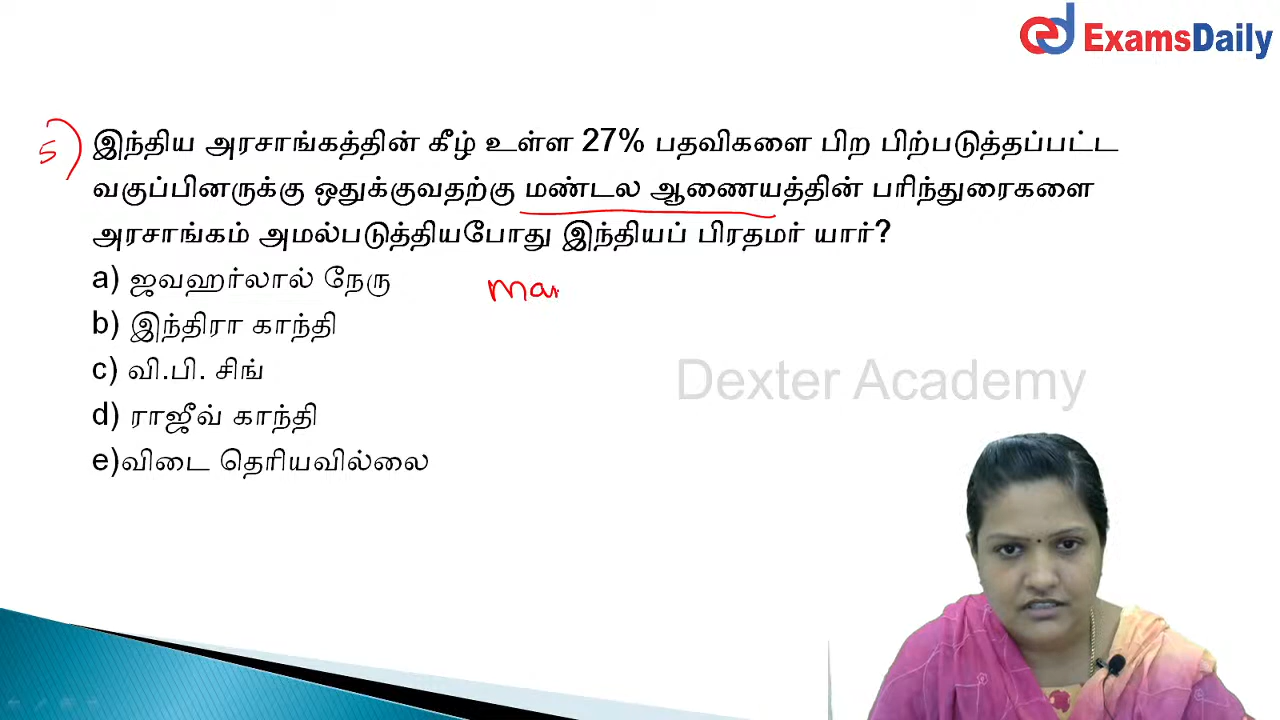 ExamsDaily
5)
இந்திய அரசாங்கத்தின் கீழ் உள்ள 27% பதவிகளை பிற பிற்படுத்தப்பட்ட
வகுப்பினருக்கு ஒதுக்குவதற்கு மண்டல ஆணையத்தின் பரிந்துரைகளை
அரசாங்கம் அமல்படுத்தியபோது இந்தியப் பிரதமர் யார்?
a) ஜவஹர்லால் நேரு
Man
b) இந்திரா காந்தி
c) வி.பி. சிங்
Dexter Academy
d) ராஜீவ் காந்தி
e)விடை தெரியவில்லை